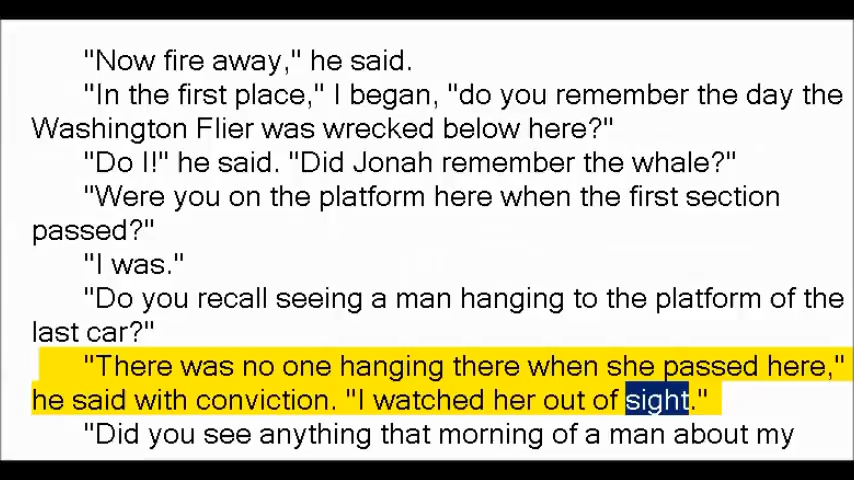 "Now fire away," he said.
"In the first place," I began, "do you remember the day the
Washington Flier was wrecked below here?"
"Do I!" he said. "Did Jonah remember the whale?"
"Were you on the platform here when the first section
passed?"
"I was."
"Do you recall seeing a man hanging to the platform of the
last car?"
"There was no one hanging there when she passed here,"
he said with conviction. "I watched her out of sight."
"Did you see anything that morning of a man about my